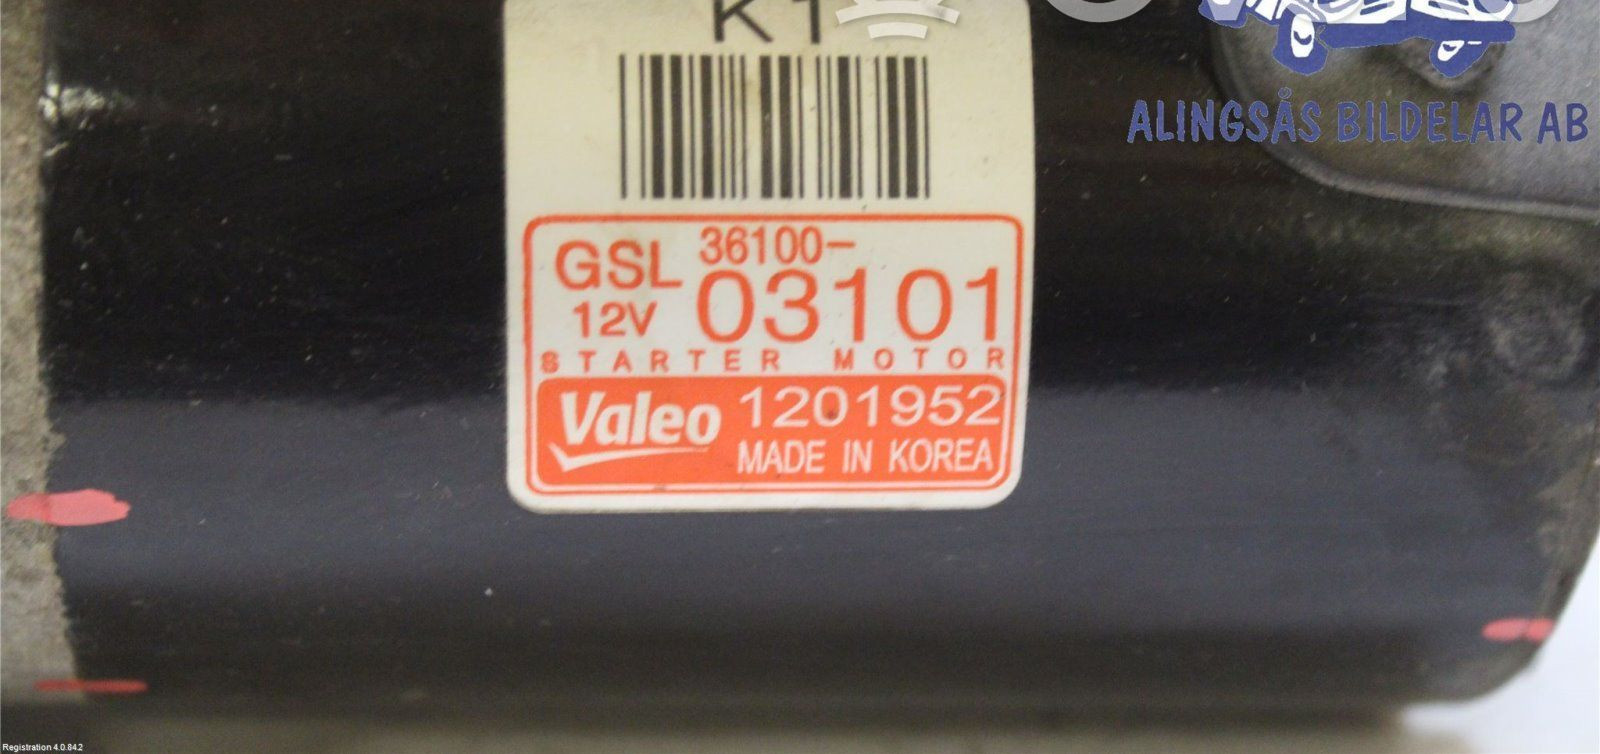 K1
ALINGSÅS BILDELAR AB
GSL 36100-
12V 03101
STARTER MOTOR
Valeo 1201952
MADE IN KOREA
Registration 4.0.84.2